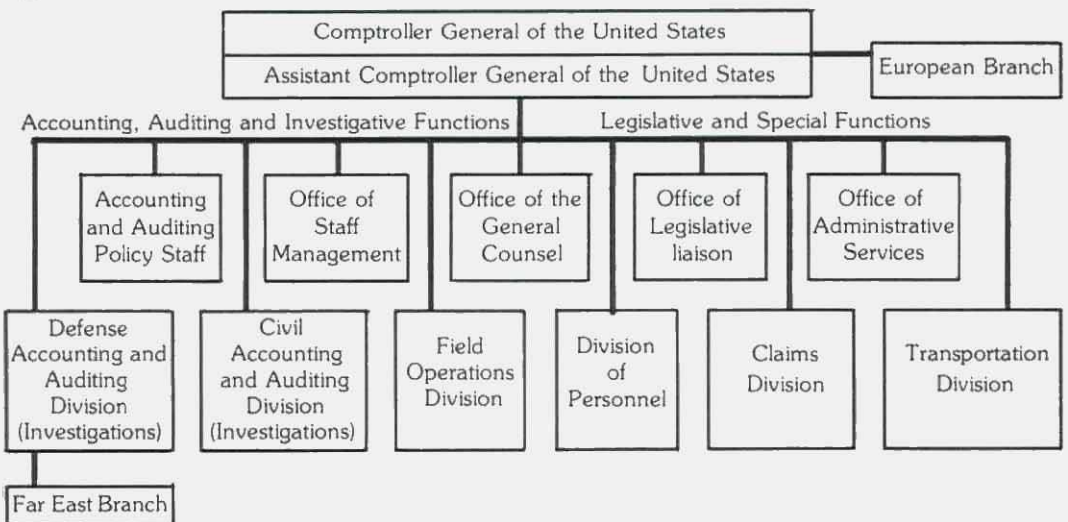 Comptroller General of the United States
Assistant Comptroller General of the United States
European Branch
Accounting, Auditing and Investigative Functions
Legislative and Special Functions
Accounting
and Auditing
Policy Staff
Office of
Staff
Management
Office of the
General
Counsel
Office of
Legislative
liaison
Office of
Administrative
Services
Defense
Accounting and
Auditing
Division
(Investigations)
Civil
Accounting
and Auditing
Division
(Investigations)
Field
Operations
Division
Division
of
Personnel
Claims
Division
Transportation
Division
Far East Branch